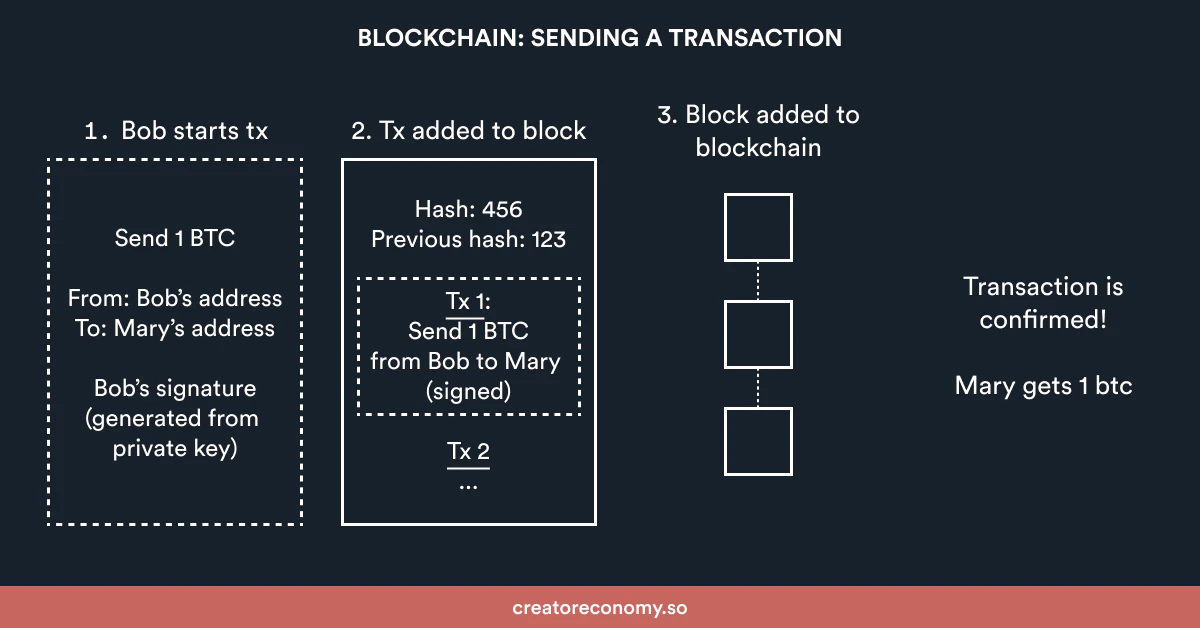 BLOCKCHAIN: SENDING A TRANSACTION
1. Bob starts tx
Send 1 BTC
From: Bob’s address
To: Mary’s address
Bob’s signature
(generated from
private key)
2. Tx added to block
Hash: 456
Previous hash: 123
Tx 1:
Send 1 BTC
from Bob to Mary
(signed)
Tx 2
...
3. Block added to
blockchain
Transaction is
confirmed!
Mary gets 1 btc
creatoreconomy.so